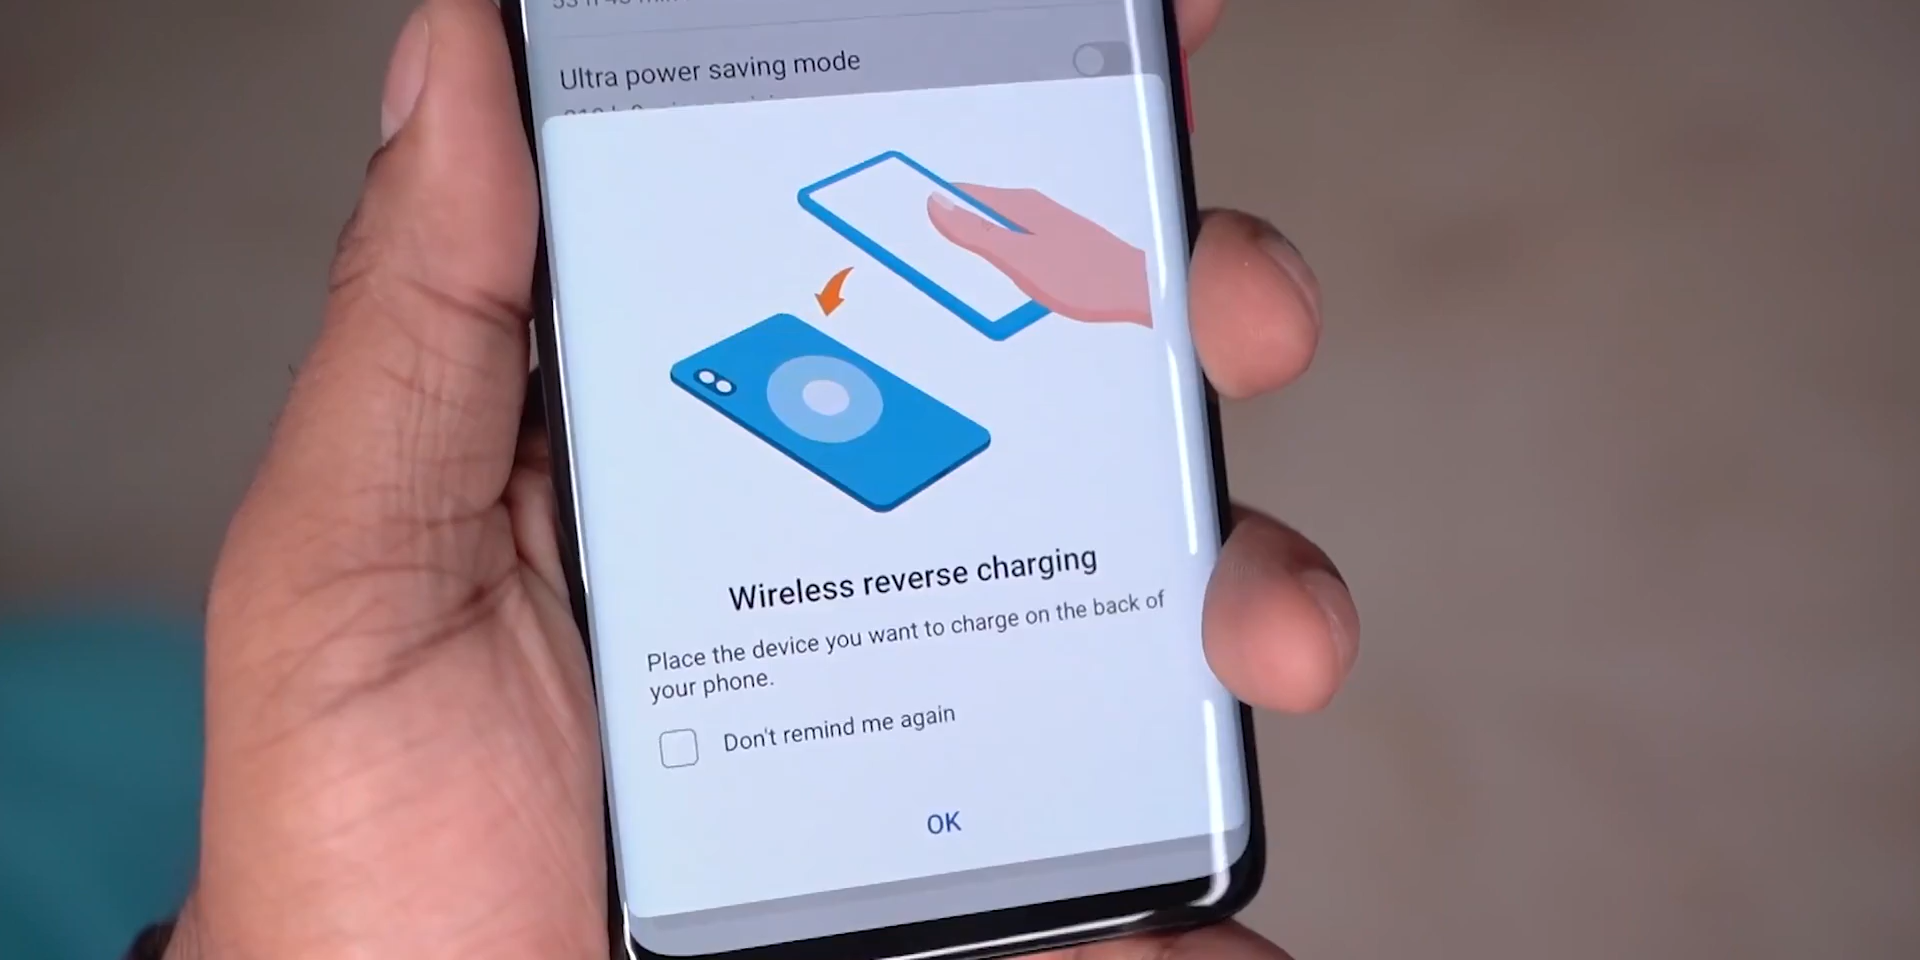 Ultra power saving mode
Wireless reverse charging
Place the device you want to charge on the back of
your phone.
Don't remind me again
OK